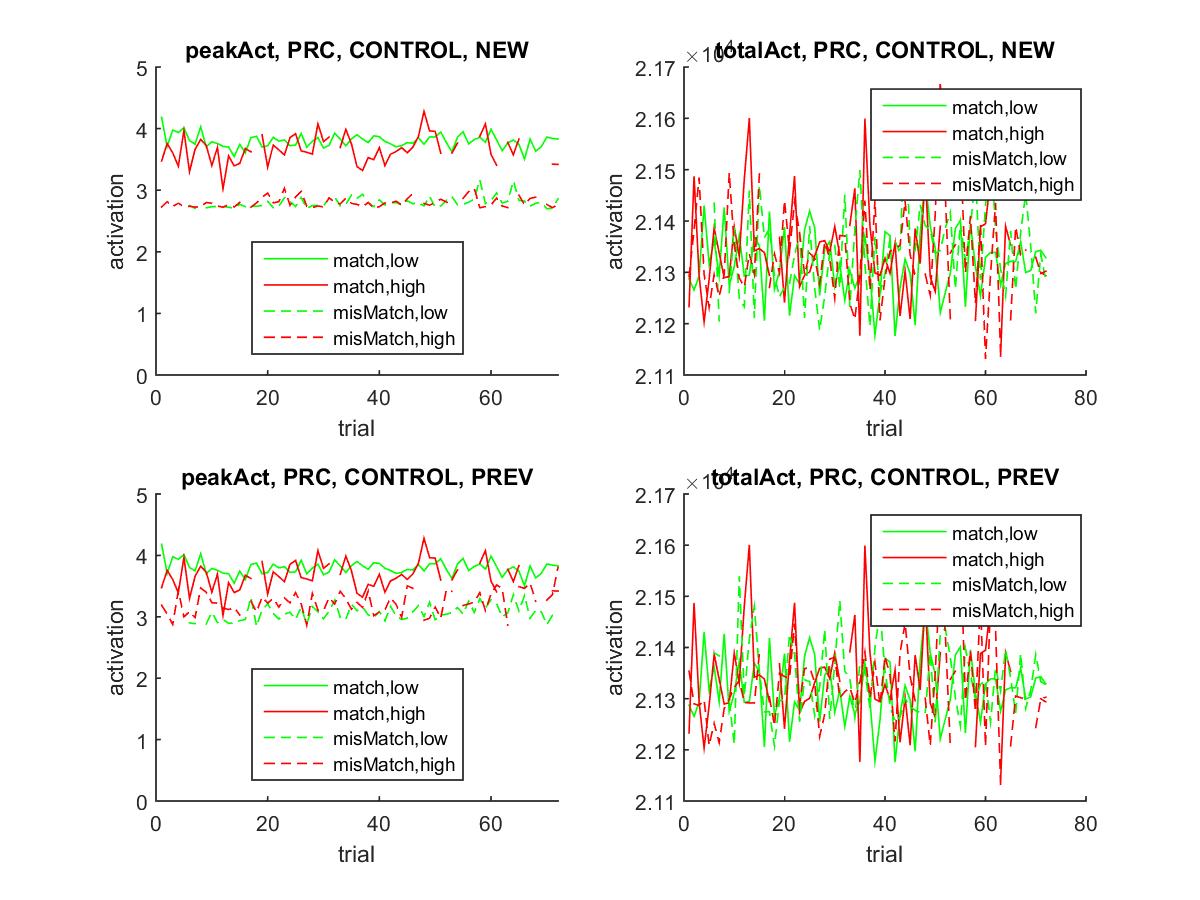 peakAct, PRC, CONTROL, NEW
5
4
3
2
1
0
activation
match,low
match,high
misMatch,low
misMatch,high
0 20 40 60
trial
×10⁴
totalAct, PRC, CONTROL, NEW
2.17
2.16
2.15
2.14
2.13
2.12
2.11
activation
match,low
match,high
misMatch,low
misMatch,high
0 20 40 60 80
trial
peakAct, PRC, CONTROL, PREV
5
4
3
2
1
0
activation
match,low
match,high
misMatch,low
misMatch,high
0 20 40 60
trial
×10⁴
totalAct, PRC, CONTROL, PREV
2.17
2.16
2.15
2.14
2.13
2.12
2.11
activation
match,low
match,high
misMatch,low
misMatch,high
0 20 40 60 80
trial